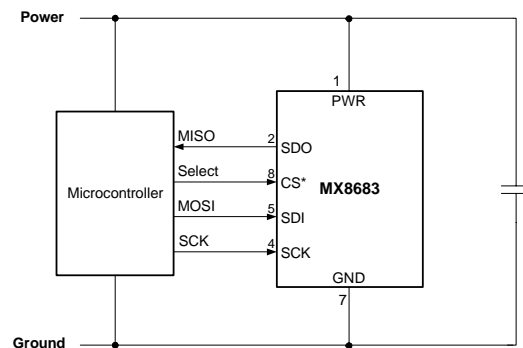 Power
1
PWR
MISO
2
SDO
Select
8
CS*
MX8683
Microcontroller
MOSI
5
SDI
SCK
4
SCK
GND
7
Ground